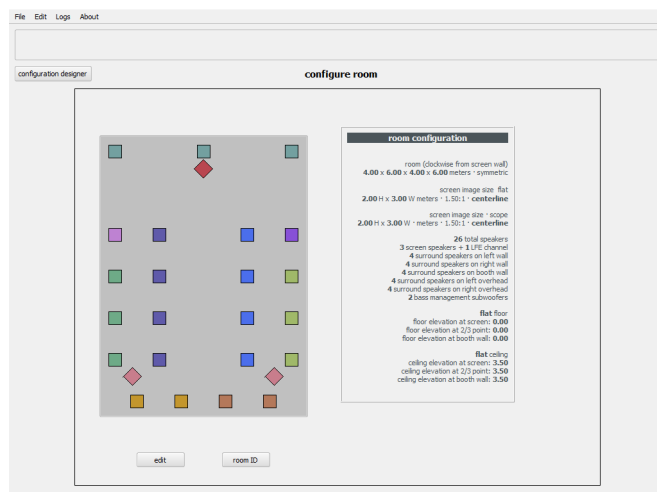 File Edit Logs About
configuration designer
configure room
room configuration
room (clockwise from screen wall)
4.00 x 6.00 x 4.00 x 6.00 meters · symmetric
screen image size flat
2.00 H x 3.00 W meters · 1.50:1 · centerline
screen image size · scope
2.00 H x 3.00 W · meters · 1.50:1 · centerline
26 total speakers
3 screen speakers + 1 LFE channel
4 surround speakers on left wall
4 surround speakers on right wall
4 surround speakers on booth wall
4 surround speakers on left overhead
4 surround speakers on right overhead
2 bass management subwoofers
flat floor
floor elevation at screen: 0.00
floor elevation at 2/3 point: 0.00
floor elevation at booth wall: 0.00
flat ceiling
ceiling elevation at screen: 3.50
ceiling elevation at 2/3 point: 3.50
ceiling elevation at booth wall: 3.50
edit
room ID